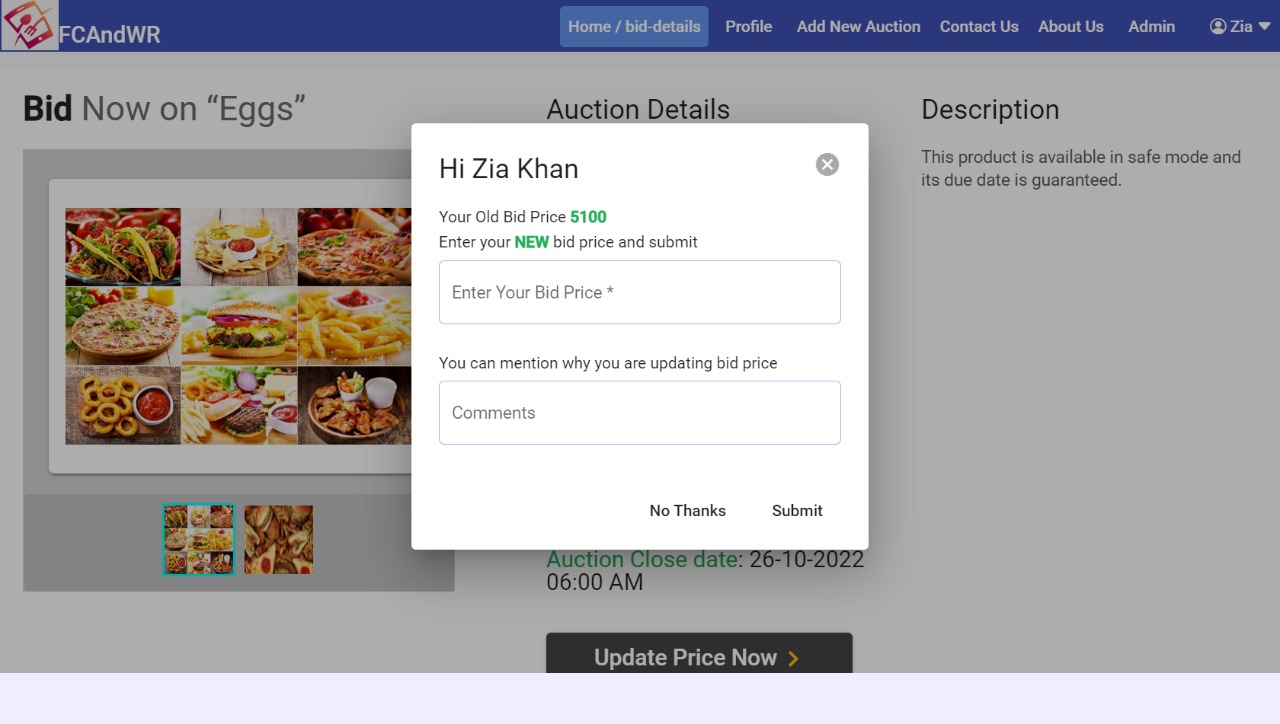 FCAndWR
Home / bid-details
Profile
Add New Auction
Contact Us
About Us
Admin
Zia
Bid Now on “Eggs”
Auction Details
Description
This product is available in safe mode and
its due date is guaranteed.
Hi Zia Khan
Your Old Bid Price 5100
Enter your NEW bid price and submit
Enter Your Bid Price *
You can mention why you are updating bid price
Comments
No Thanks
Submit
Auction Close date: 26-10-2022
06:00 AM
Update Price Now